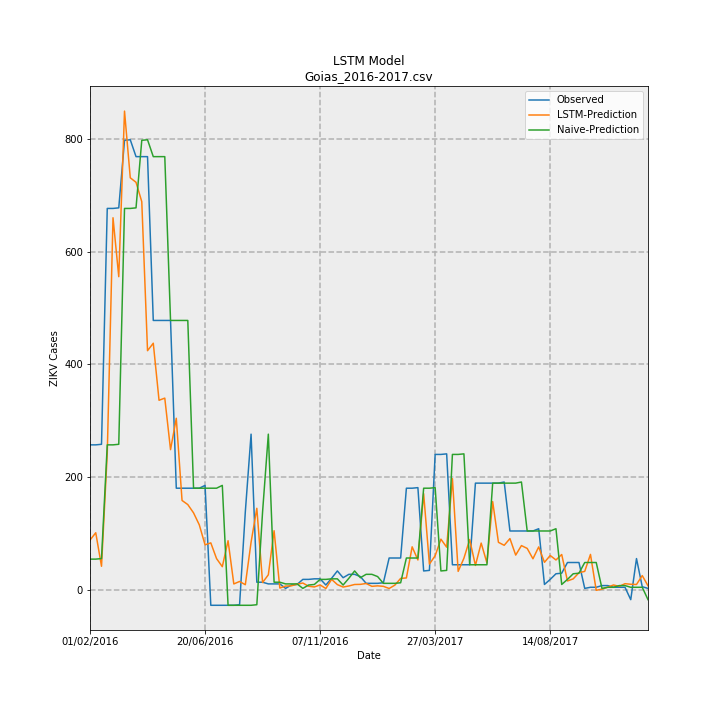 LSTM Model
Goias_2016-2017.csv
Observed
LSTM-Prediction
Naive-Prediction
800
600
400
200
0
ZIKV Cases
01/02/2016
20/06/2016
07/11/2016
27/03/2017
14/08/2017
Date